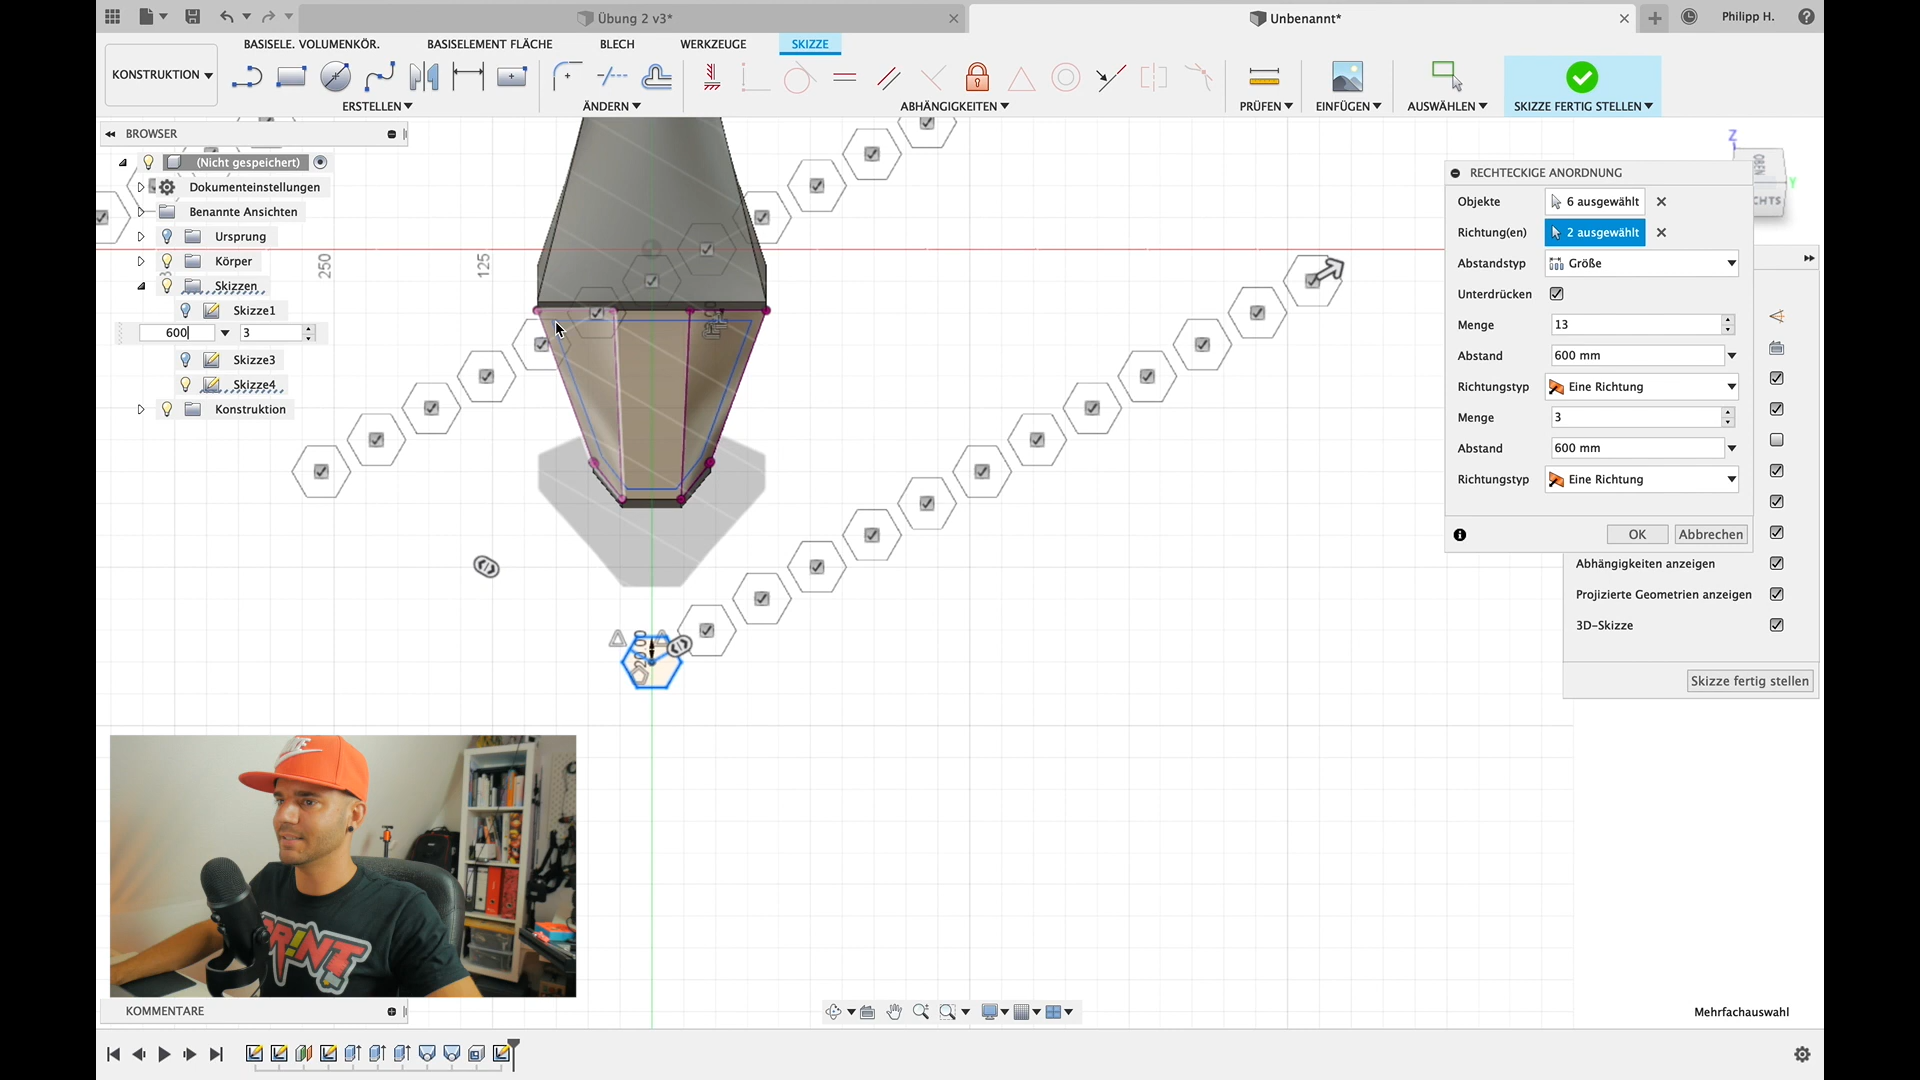 Übung 2 v3*
Unbenannt*
Philipp H.
BASISELE. VOLUMENKÖR.
BASISELEMENT FLÄCHE
BLECH
WERKZEUGE
SKIZZE
KONSTRUKTION
ERSTELLEN
ÄNDERN
ABHÄNGIGKEITEN
PRÜFEN
EINFÜGEN
AUSWÄHLEN
SKIZZE FERTIG STELLEN
BROWSER
(Nicht gespeichert)
Dokumenteinstellungen
Benannte Ansichten
Ursprung
Körper
Skizzen
Skizze1
600
3
Skizze3
Skizze4
Konstruktion
250
125
Z
OBEN
CHTS
Y
RECHTECKIGE ANORDNUNG
Objekte
6 ausgewählt
Richtung(en)
2 ausgewählt
Abstandstyp
Größe
Unterdrücken
Menge
13
Abstand
600 mm
Richtungstyp
Eine Richtung
Menge
3
Abstand
600 mm
Richtungstyp
Eine Richtung
OK
Abbrechen
Abhängigkeiten anzeigen
Projizierte Geometrien anzeigen
3D-Skizze
Skizze fertig stellen
KOMMENTARE
Mehrfachauswahl